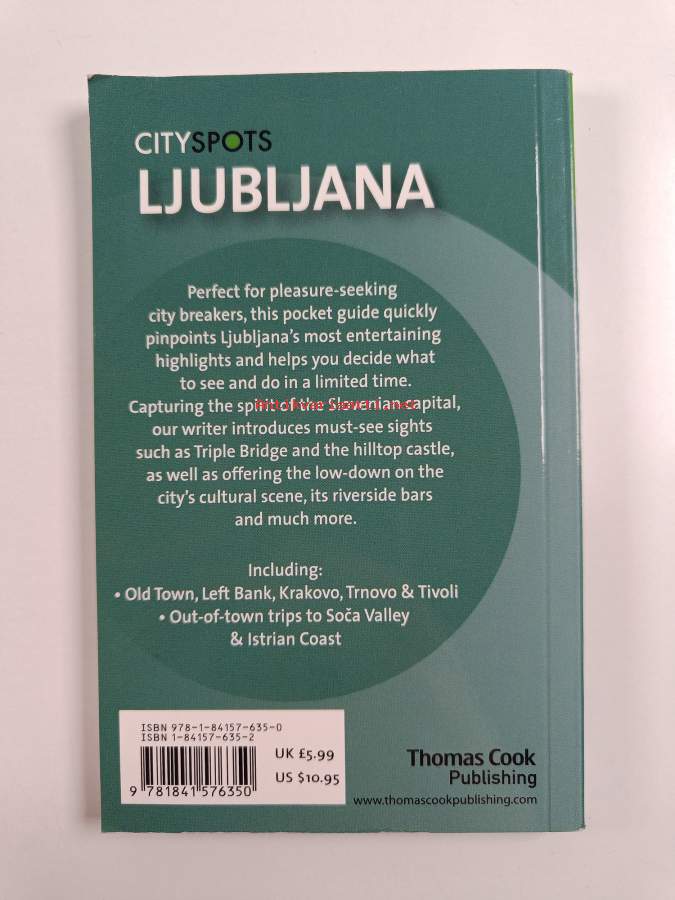 CITYSPOTS
LJUBLJANA
Perfect for pleasure-seeking
city breakers, this pocket guide quickly
pinpoints Ljubljana's most entertaining
highlights and helps you decide what
to see and do in a limited time.
Capturing the spirit of the Slovenian capital,
our writer introduces must-see sights
such as Triple Bridge and the hilltop castle,
as well as offering the low-down on the
city's cultural scene, its riverside bars
and much more.
Including:
• Old Town, Left Bank, Krakovo, Trnovo & Tivoli
• Out-of-town trips to Soča Valley
& Istrian Coast
ISBN 978-1-84157-635-0
ISBN 1-84157-635-2
UK £5.99
US $10.95
9 781841 576350
Thomas Cook
Publishing
www.thomascookpublishing.com